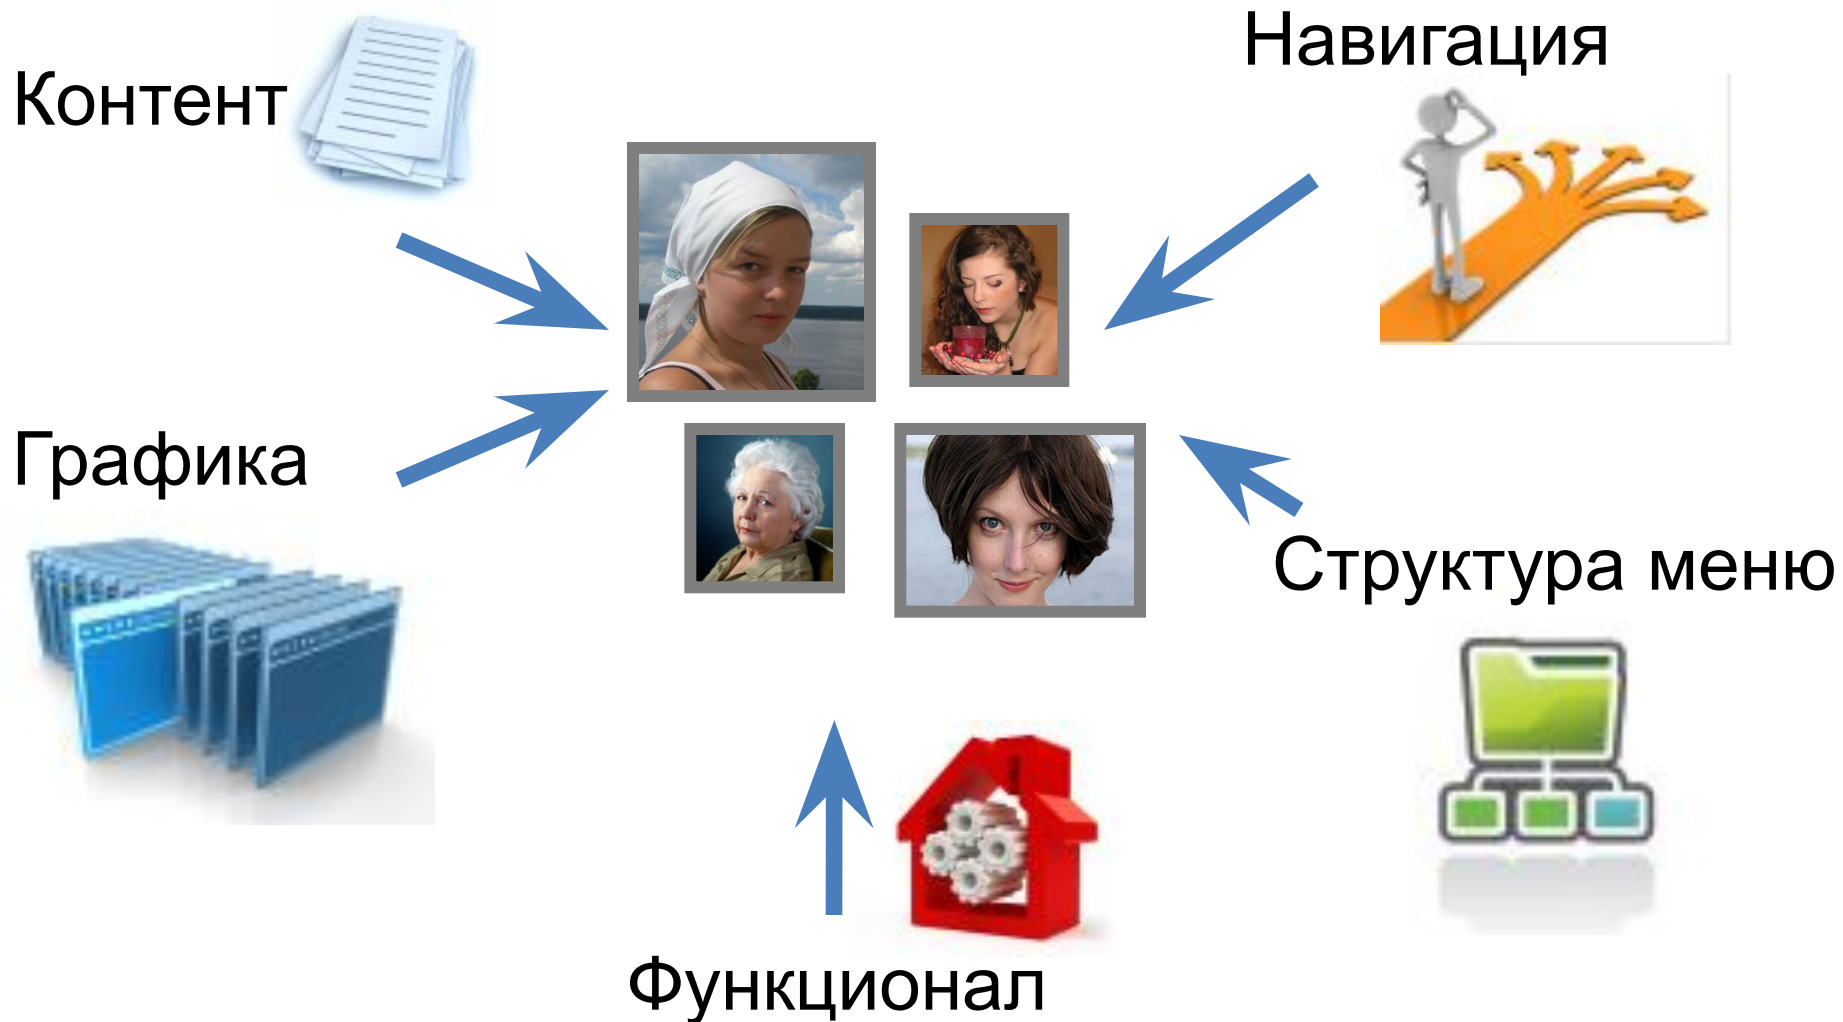 Навигация
Контент
Графика
Структура меню
Функционал